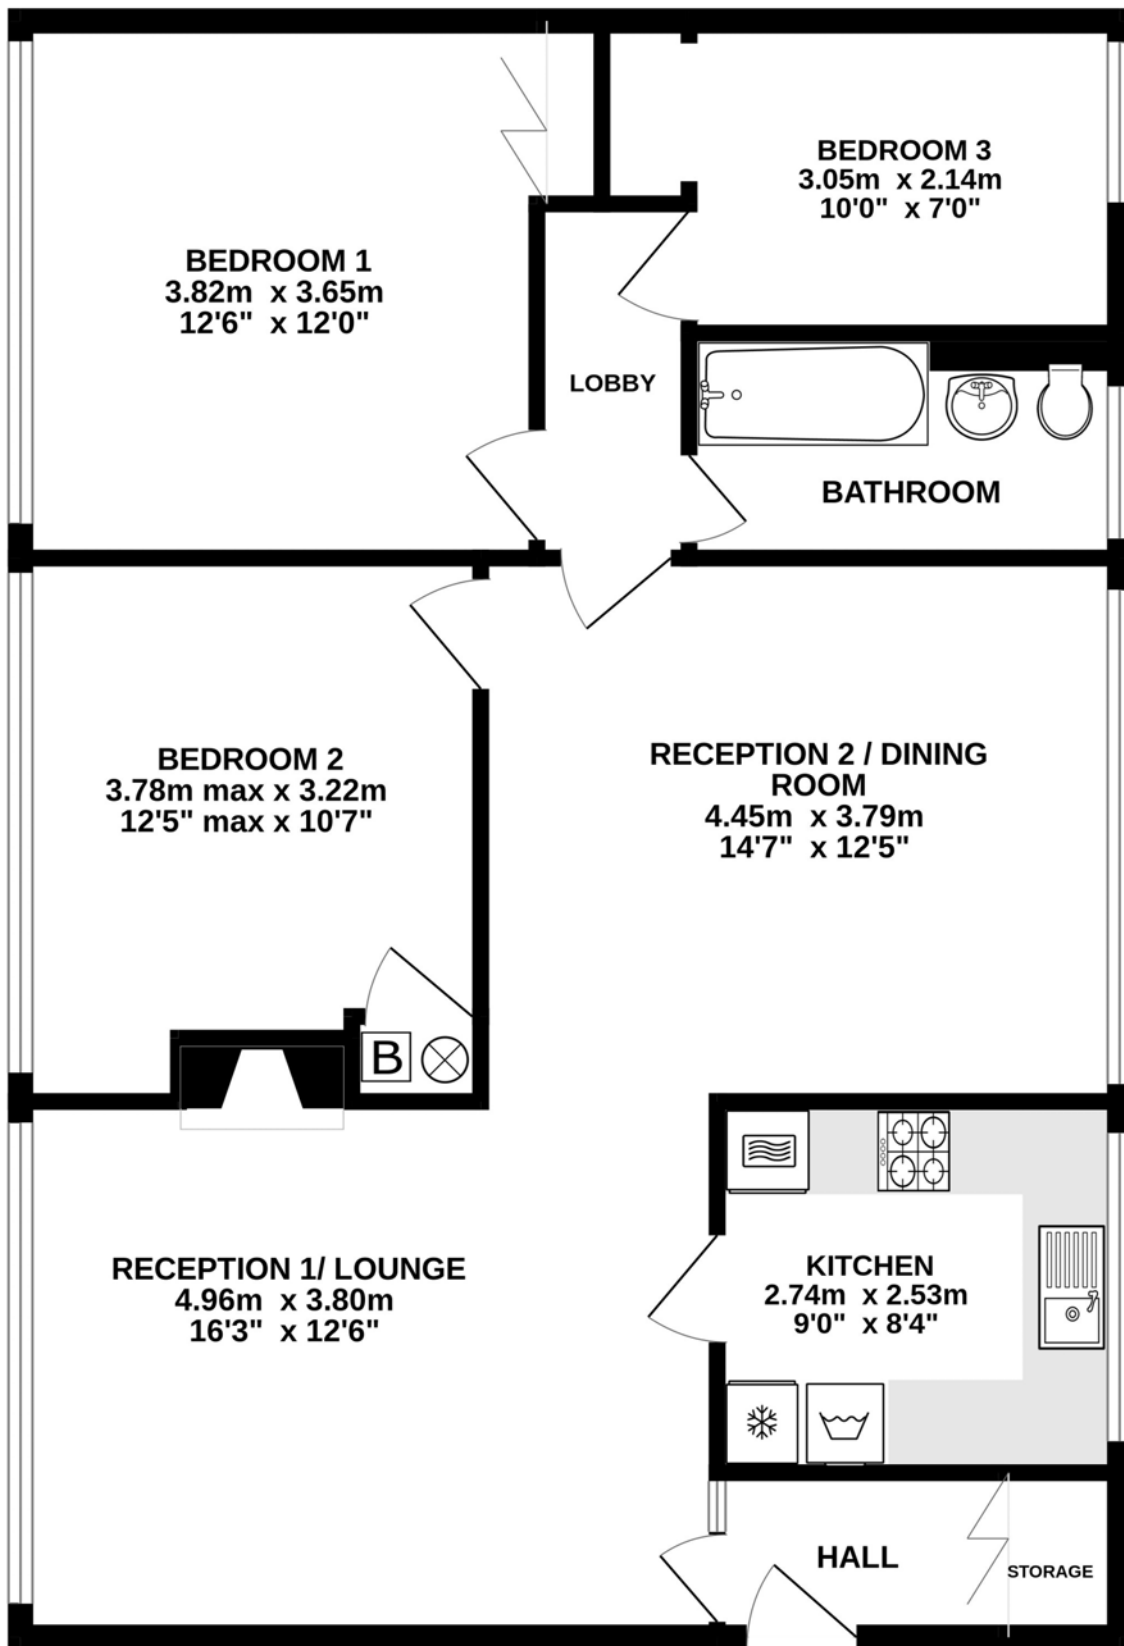 BEDROOM 1
3.82m x 3.65m
12'6" x 12'0"
BEDROOM 3
3.05m x 2.14m
10'0" x 7'0"
LOBBY
BATHROOM
BEDROOM 2
3.78m max x 3.22m
12'5" max x 10'7"
B
RECEPTION 2 / DINING
ROOM
4.45m x 3.79m
14'7" x 12'5"
RECEPTION 1/ LOUNGE
4.96m x 3.80m
16'3" x 12'6"
KITCHEN
2.74m x 2.53m
9'0" x 8'4"
HALL
STORAGE